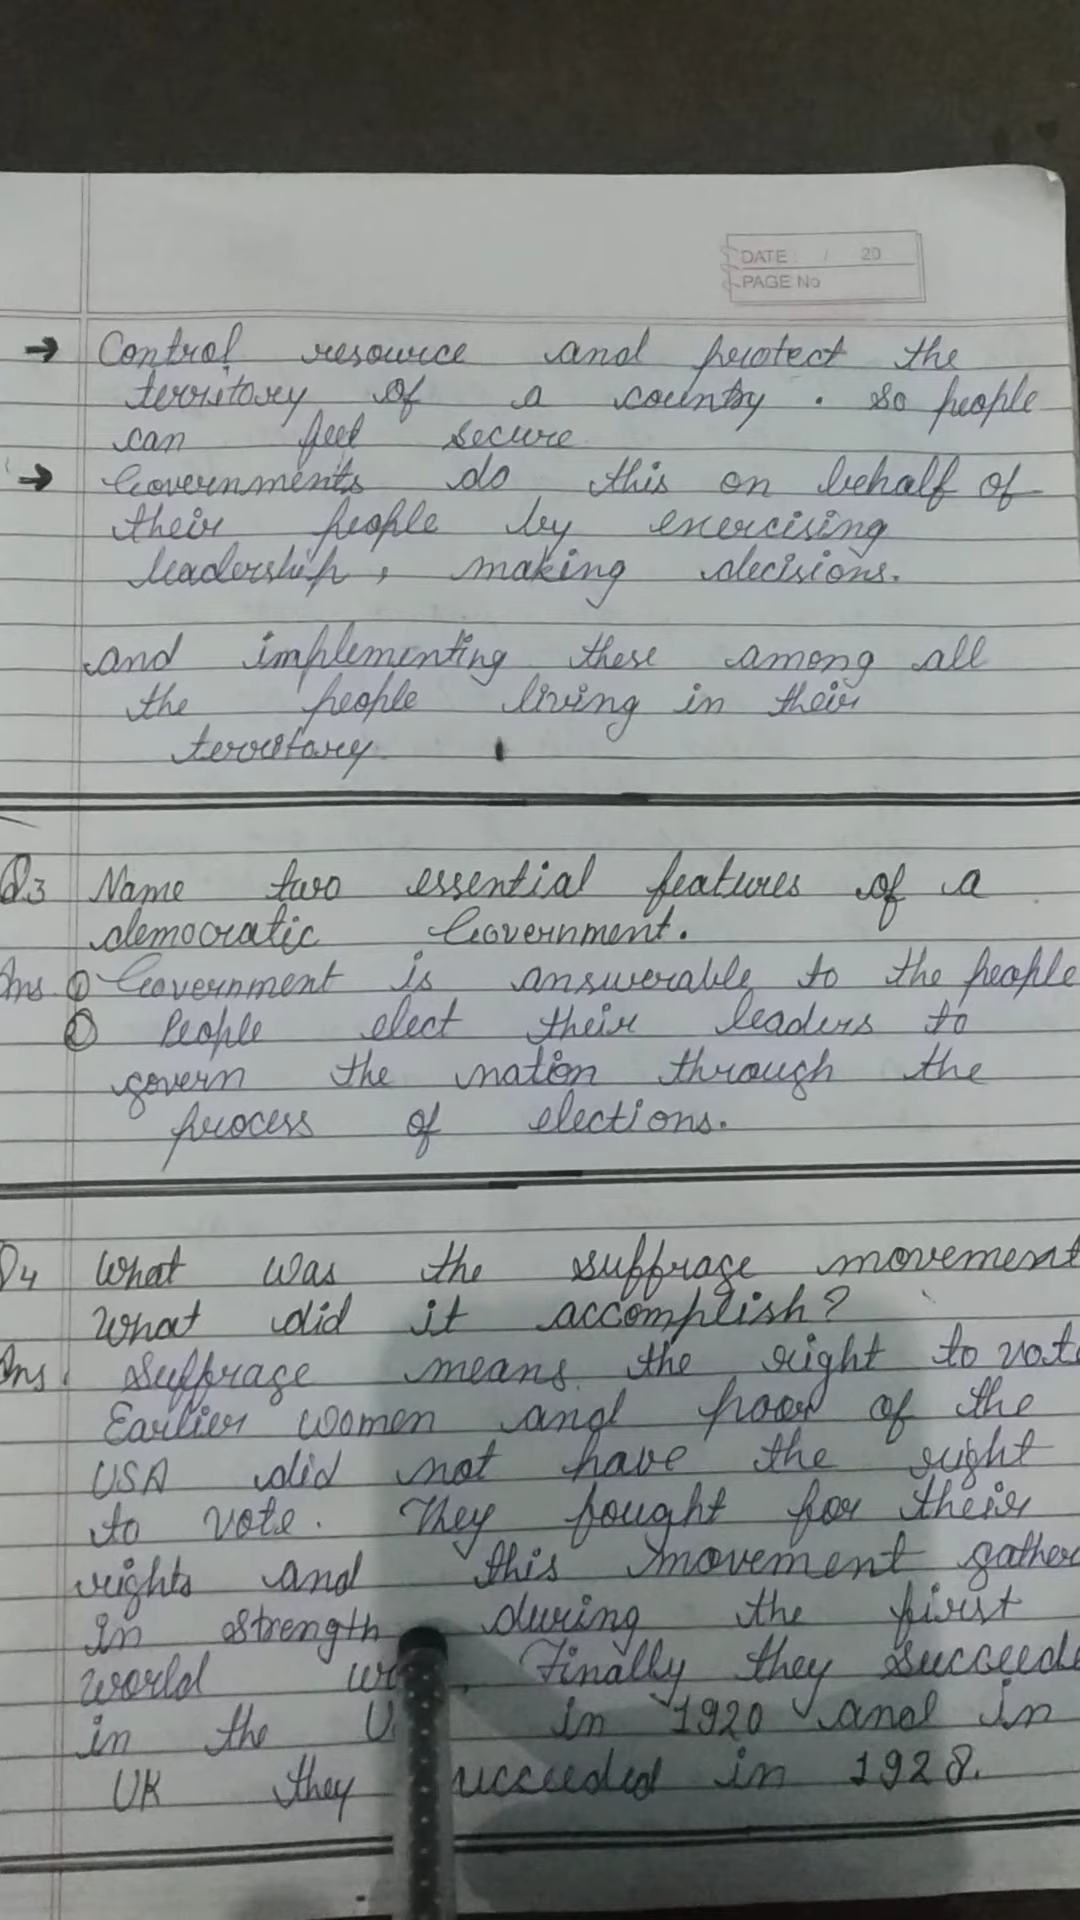 DATE / 20
PAGE No
→ Control resource and protect the
territory of a country . so people
can feel secure
→ Governments do this on behalf of
their people by exercising
leadership, making decisions.
and implementing these among all
the people living in their
territory.
Q.3 Name two essential features of a
democratic Government.
Ans. ① Government is answerable to the people
② People elect their leaders to
govern the nation through the
process of elections.
Q4 What was the suffrage movement
What did it accomplish?
Ans. Suffrage means the right to vote
Earlier women and poor of the
USA did not have the right
to vote. They fought for their
rights and this movement gather
in strength during the first
world . Finally they succeede
in the in 1920 and in
UK they ucceeded in 1928.